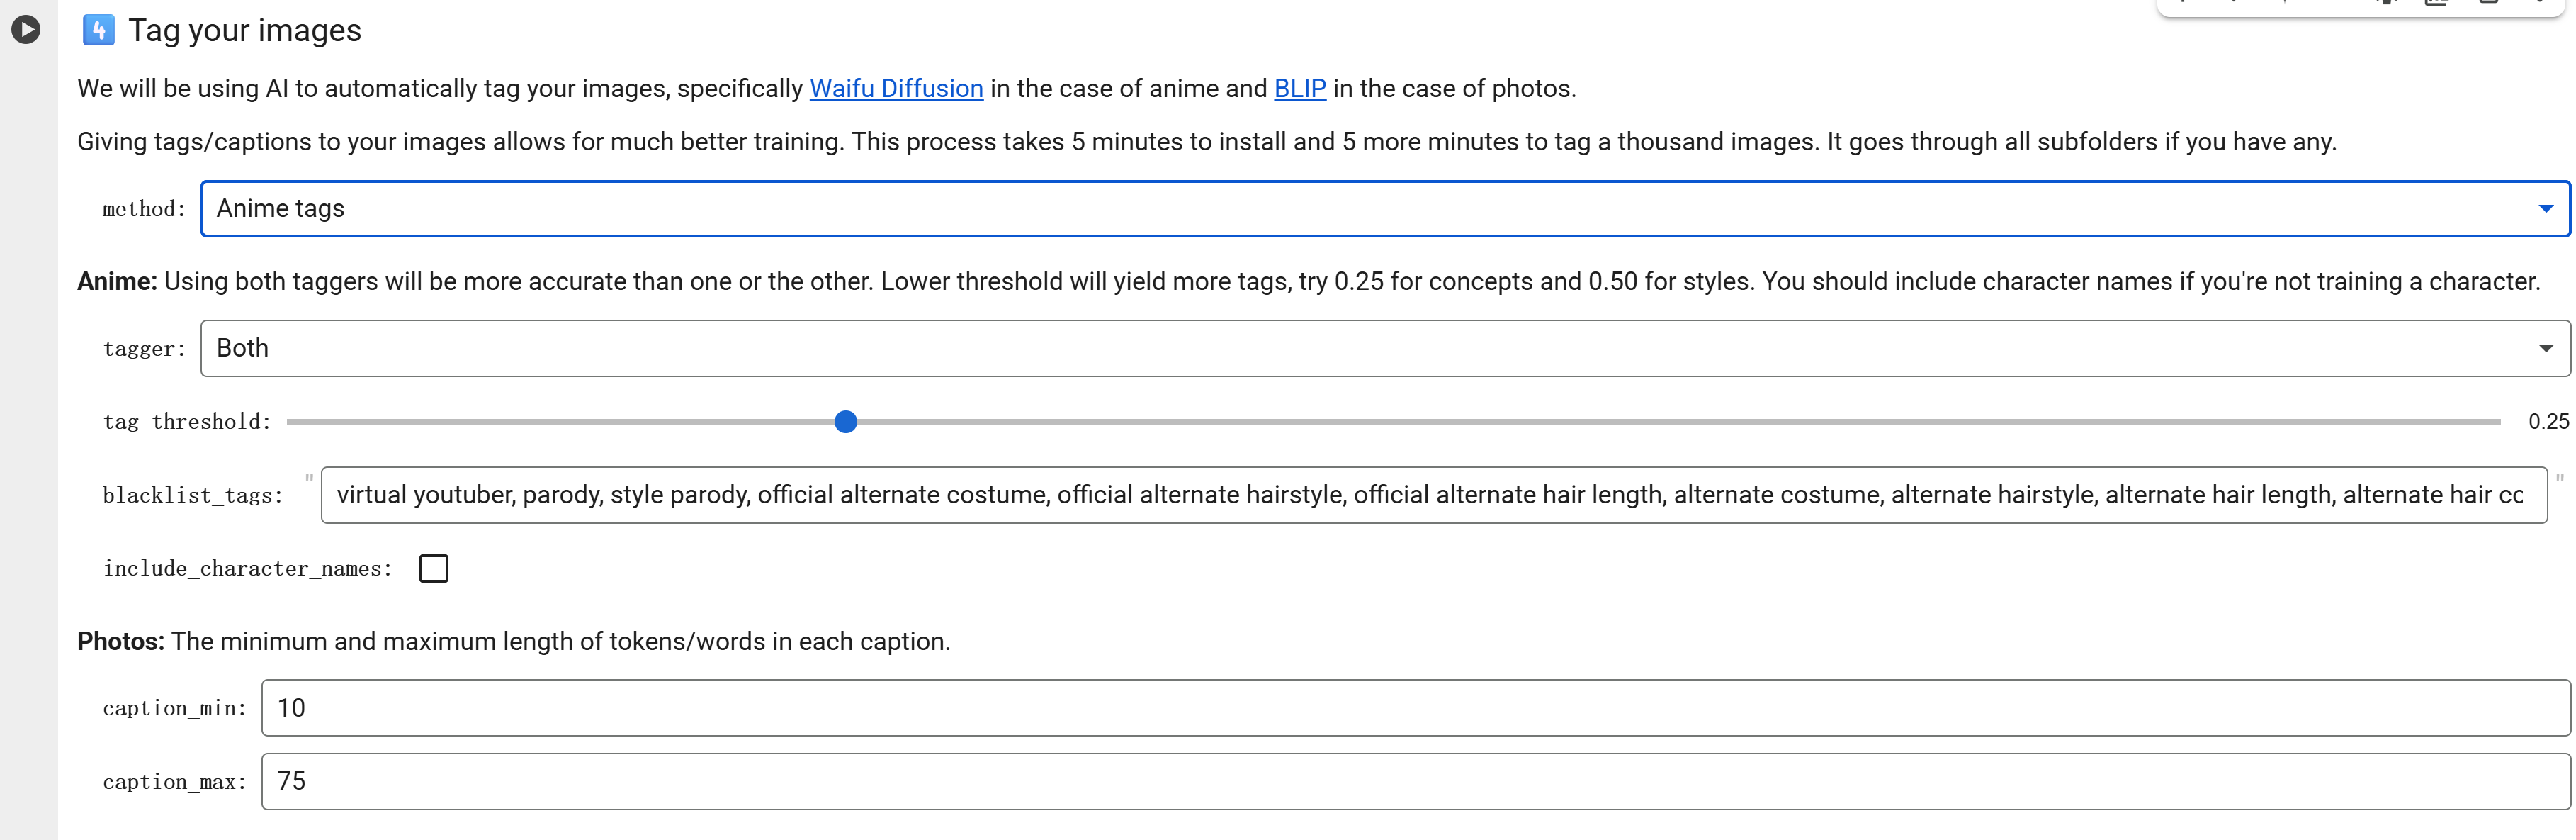 4 Tag your images
We will be using AI to automatically tag your images, specifically Waifu Diffusion in the case of anime and BLIP in the case of photos.
Giving tags/captions to your images allows for much better training. This process takes 5 minutes to install and 5 more minutes to tag a thousand images. It goes through all subfolders if you have any.
method: Anime tags
Anime: Using both taggers will be more accurate than one or the other. Lower threshold will yield more tags, try 0.25 for concepts and 0.50 for styles. You should include character names if you're not training a character.
tagger: Both
tag_threshold: 0.25
blacklist_tags: " virtual youtuber, parody, style parody, official alternate costume, official alternate hairstyle, official alternate hair length, alternate costume, alternate hairstyle, alternate hair length, alternate hair "
include_character_names:
Photos: The minimum and maximum length of tokens/words in each caption.
caption_min: 10
caption_max: 75